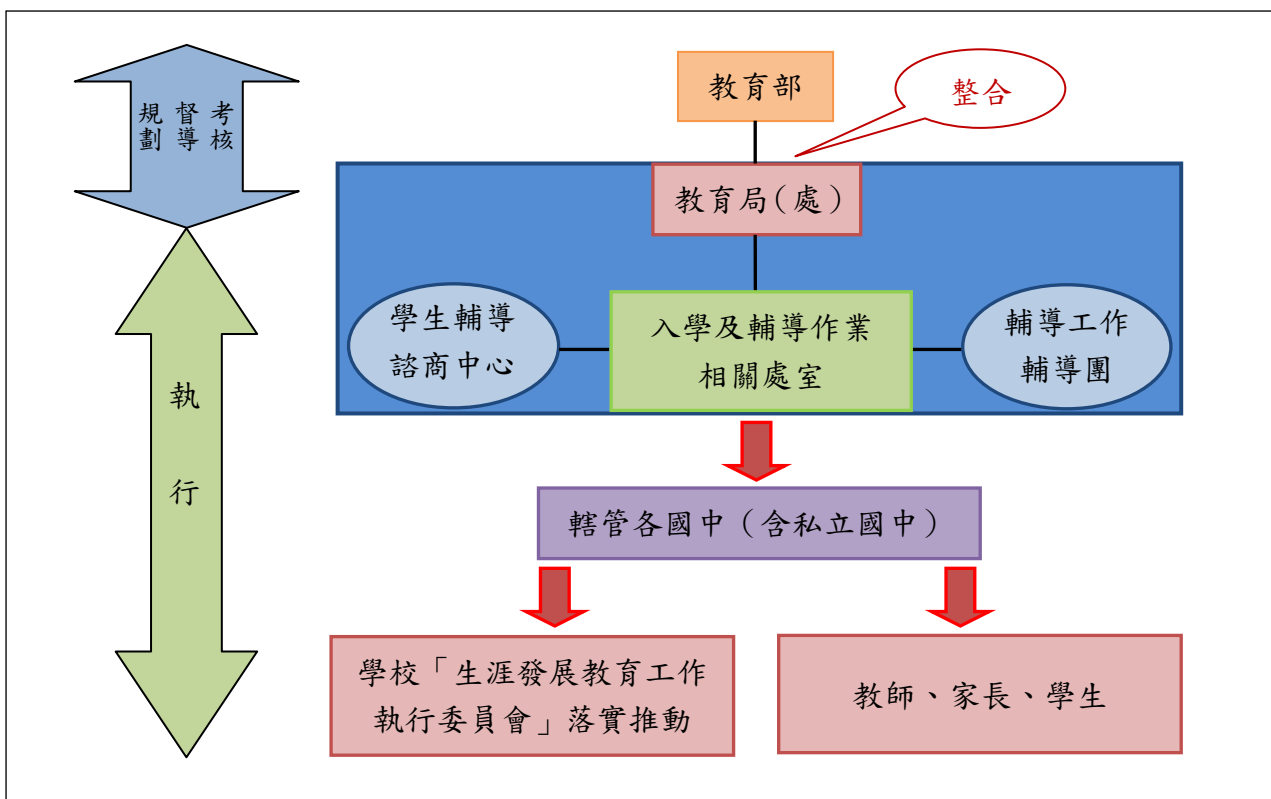 規劃
督導
考核
教育部
整合
教育局(處)
學生輔導
諮商中心
入學及輔導作業
相關處室
輔導工作
輔導團
執
行
轄管各國中（含私立國中）
學校「生涯發展教育工作
執行委員會」落實推動
教師、家長、學生